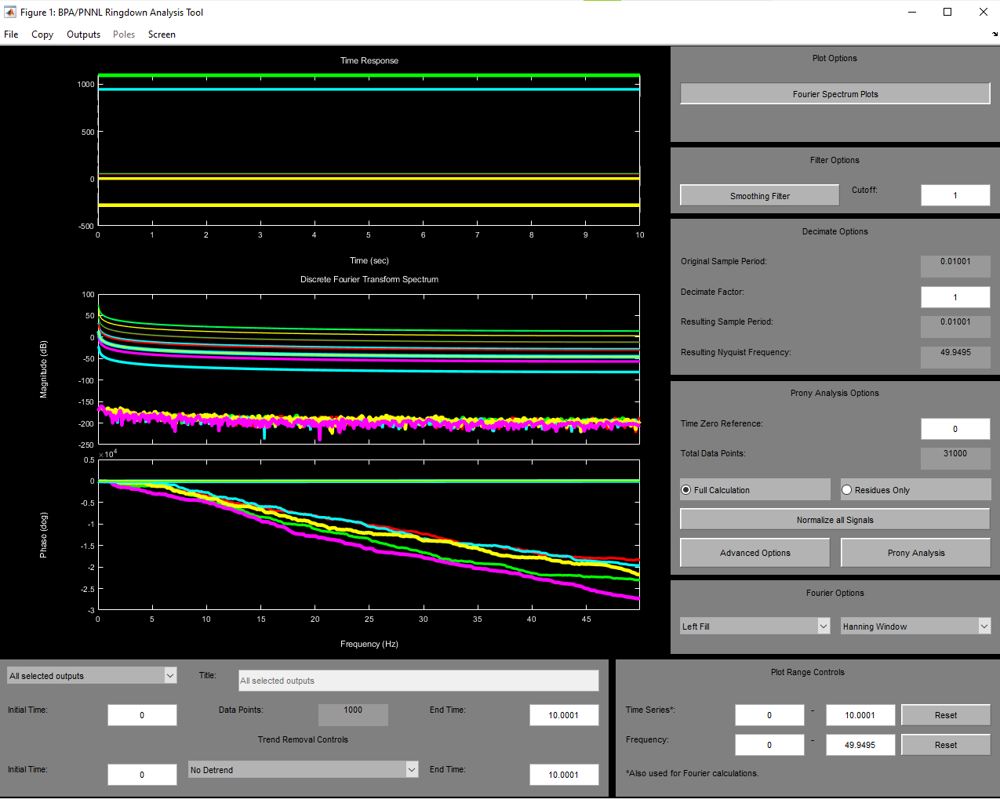 Figure 1: BPA/PNNL Ringdown Analysis Tool
File Copy Outputs Poles Screen
Time Response
1000
500
0
-500
0 1 2 3 4 5 6 7 8 9 10
Time (sec)
Discrete Fourier Transform Spectrum
100
50
0
-50
-100
-150
-200
-250
Magnitude (dB)
×10^4
0.5
0
-0.5
-1
-1.5
-2
-2.5
-3
Phase (deg)
0 5 10 15 20 25 30 35 40 45
Frequency (Hz)
Plot Options
Fourier Spectrum Plots
Filter Options
Smoothing Filter Cutoff: 1
Decimate Options
Original Sample Period: 0.01001
Decimate Factor: 1
Resulting Sample Period: 0.01001
Resulting Nyquist Frequency: 49.9495
Prony Analysis Options
Time Zero Reference: 0
Total Data Points: 31000
Full Calculation Residues Only
Normalize all Signals
Advanced Options Prony Analysis
Fourier Options
Left Fill Hanning Window
All selected outputs Title: All selected outputs
Initial Time: 0 Data Points: 1000 End Time: 10.0001
Trend Removal Controls
Initial Time: 0 No Detrend End Time: 10.0001
Plot Range Controls
Time Series*: 0 - 10.0001 Reset
Frequency: 0 - 49.9495 Reset
*Also used for Fourier calculations.